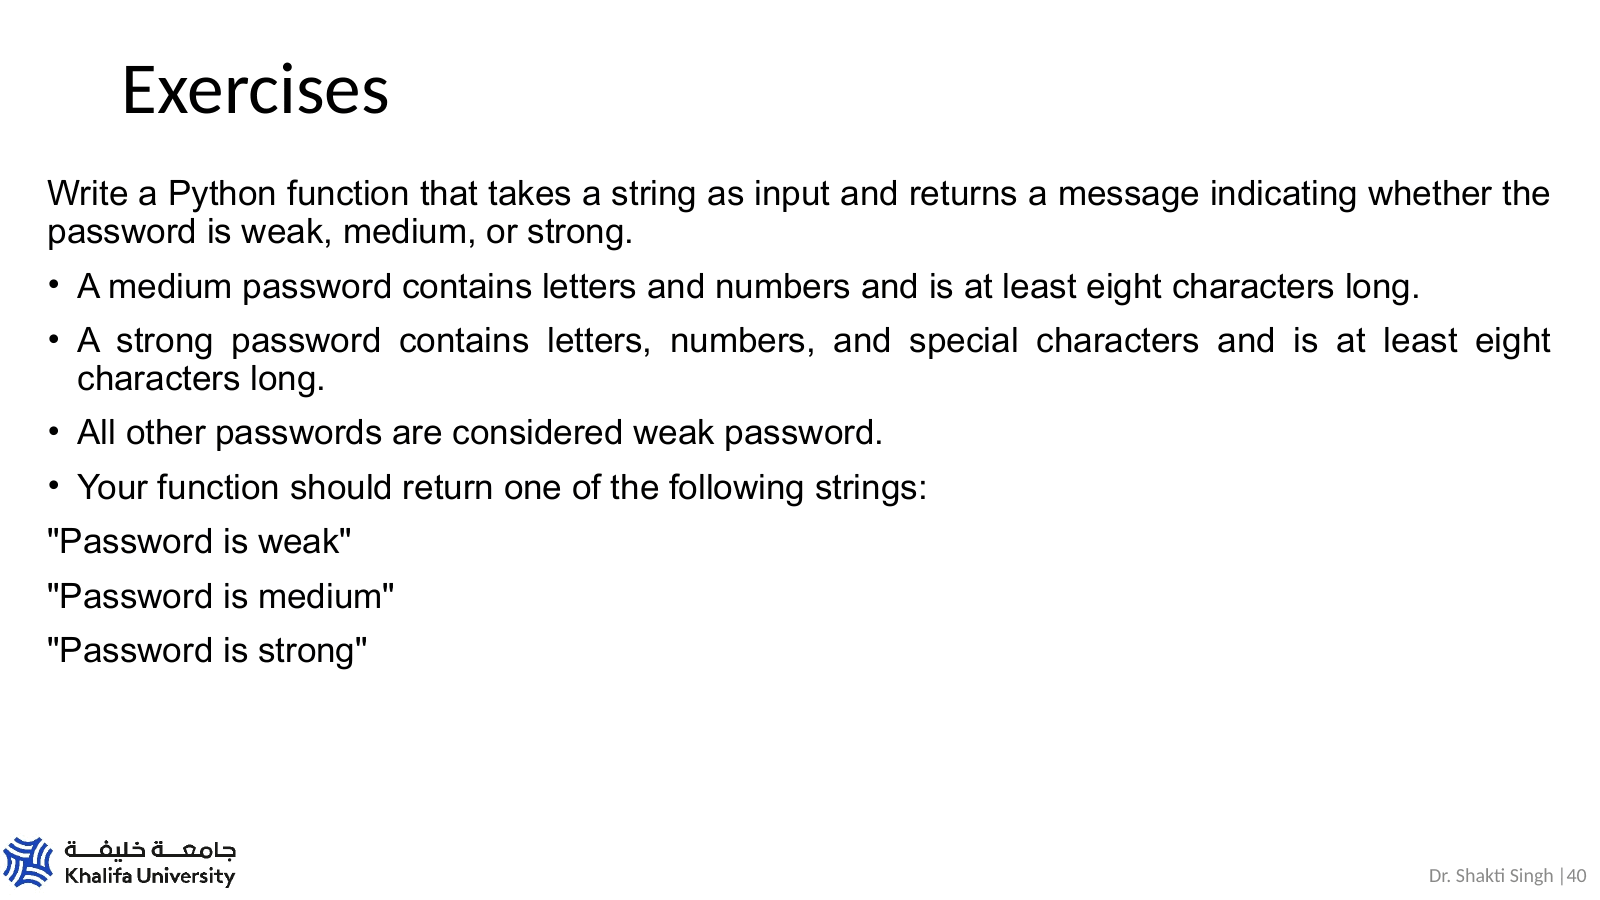 Exercises
Write a Python function that takes a string as input and returns a message indicating whether the
password is weak, medium, or strong.
• A medium password contains letters and numbers and is at least eight characters long.
• A strong password contains letters, numbers, and special characters and is at least eight
characters long.
• All other passwords are considered weak password.
• Your function should return one of the following strings:
"Password is weak"
"Password is medium"
"Password is strong"
جامعـــة خليفـــة
Khalifa University
Dr. Shakti Singh |40